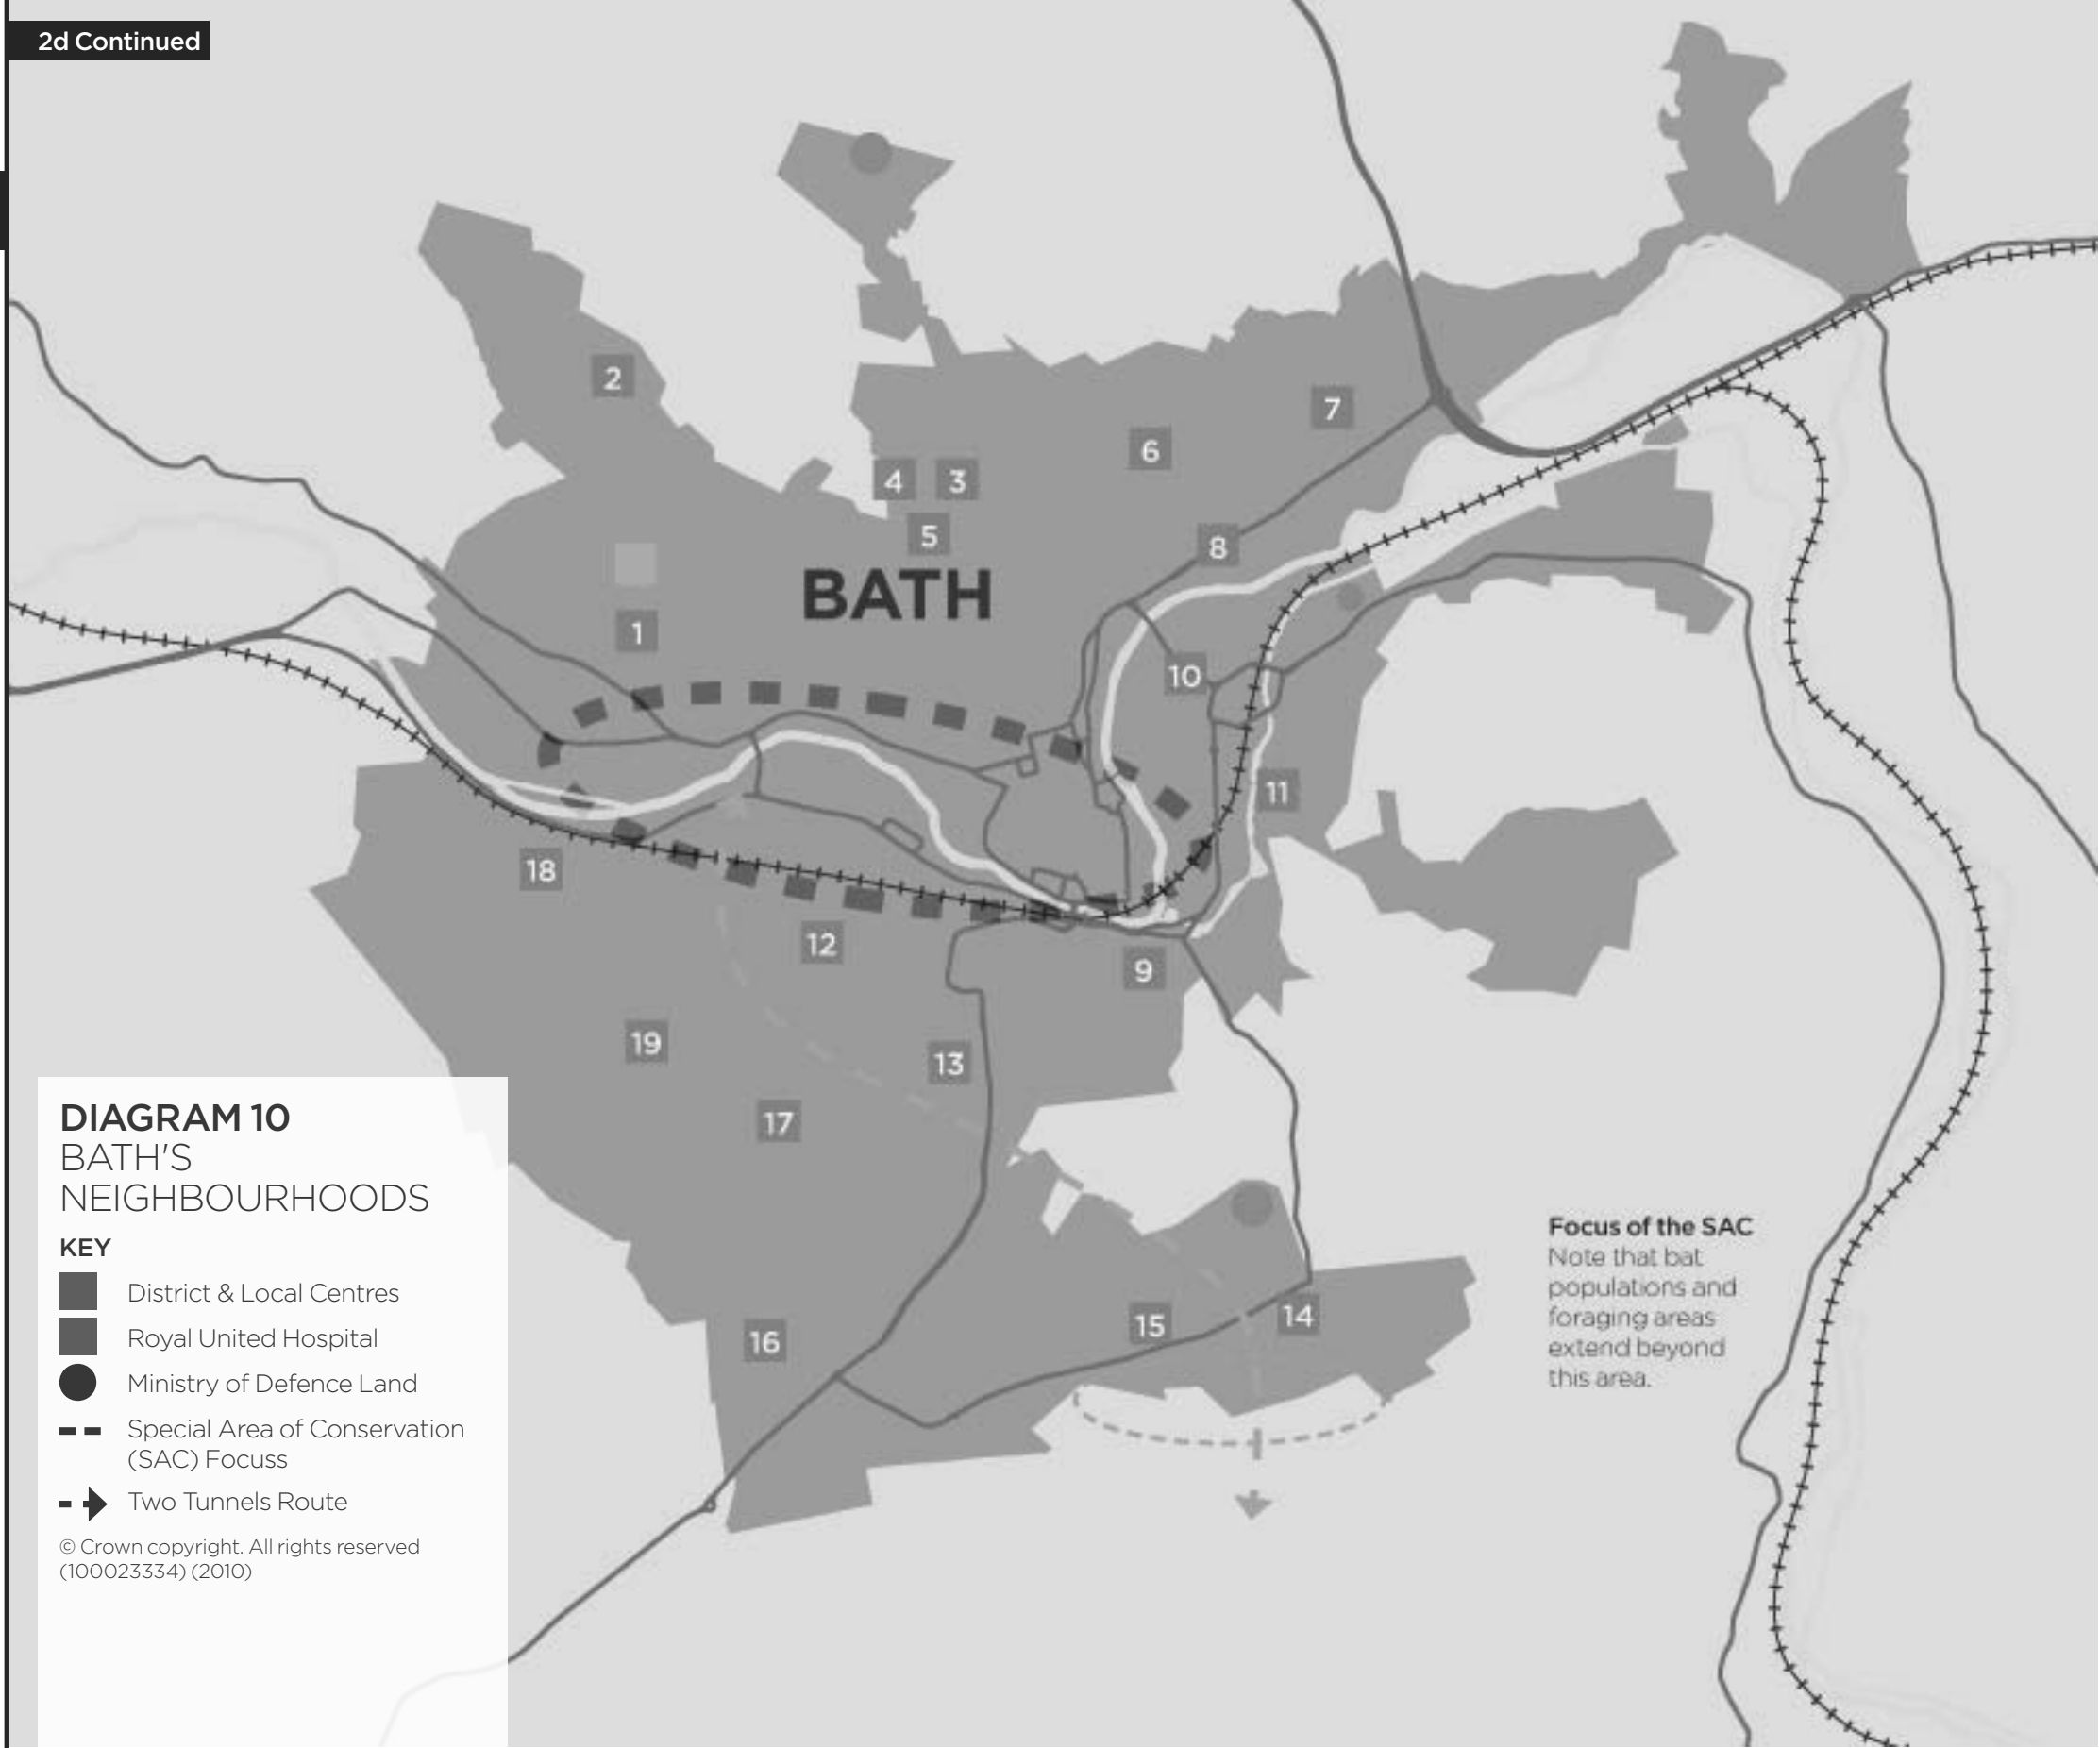 2d Continued
2
7
6
4
3
5
8
BATH
1
10
11
18
12
9
19
13
17
14
15
16
Focus of the SAC
Note that bat
populations and
foraging areas
extend beyond
this area.
DIAGRAM 10
BATH'S
NEIGHBOURHOODS
KEY
District & Local Centres
Royal United Hospital
Ministry of Defence Land
Special Area of Conservation
(SAC) Focuss
Two Tunnels Route
© Crown copyright. All rights reserved
(100023334) (2010)